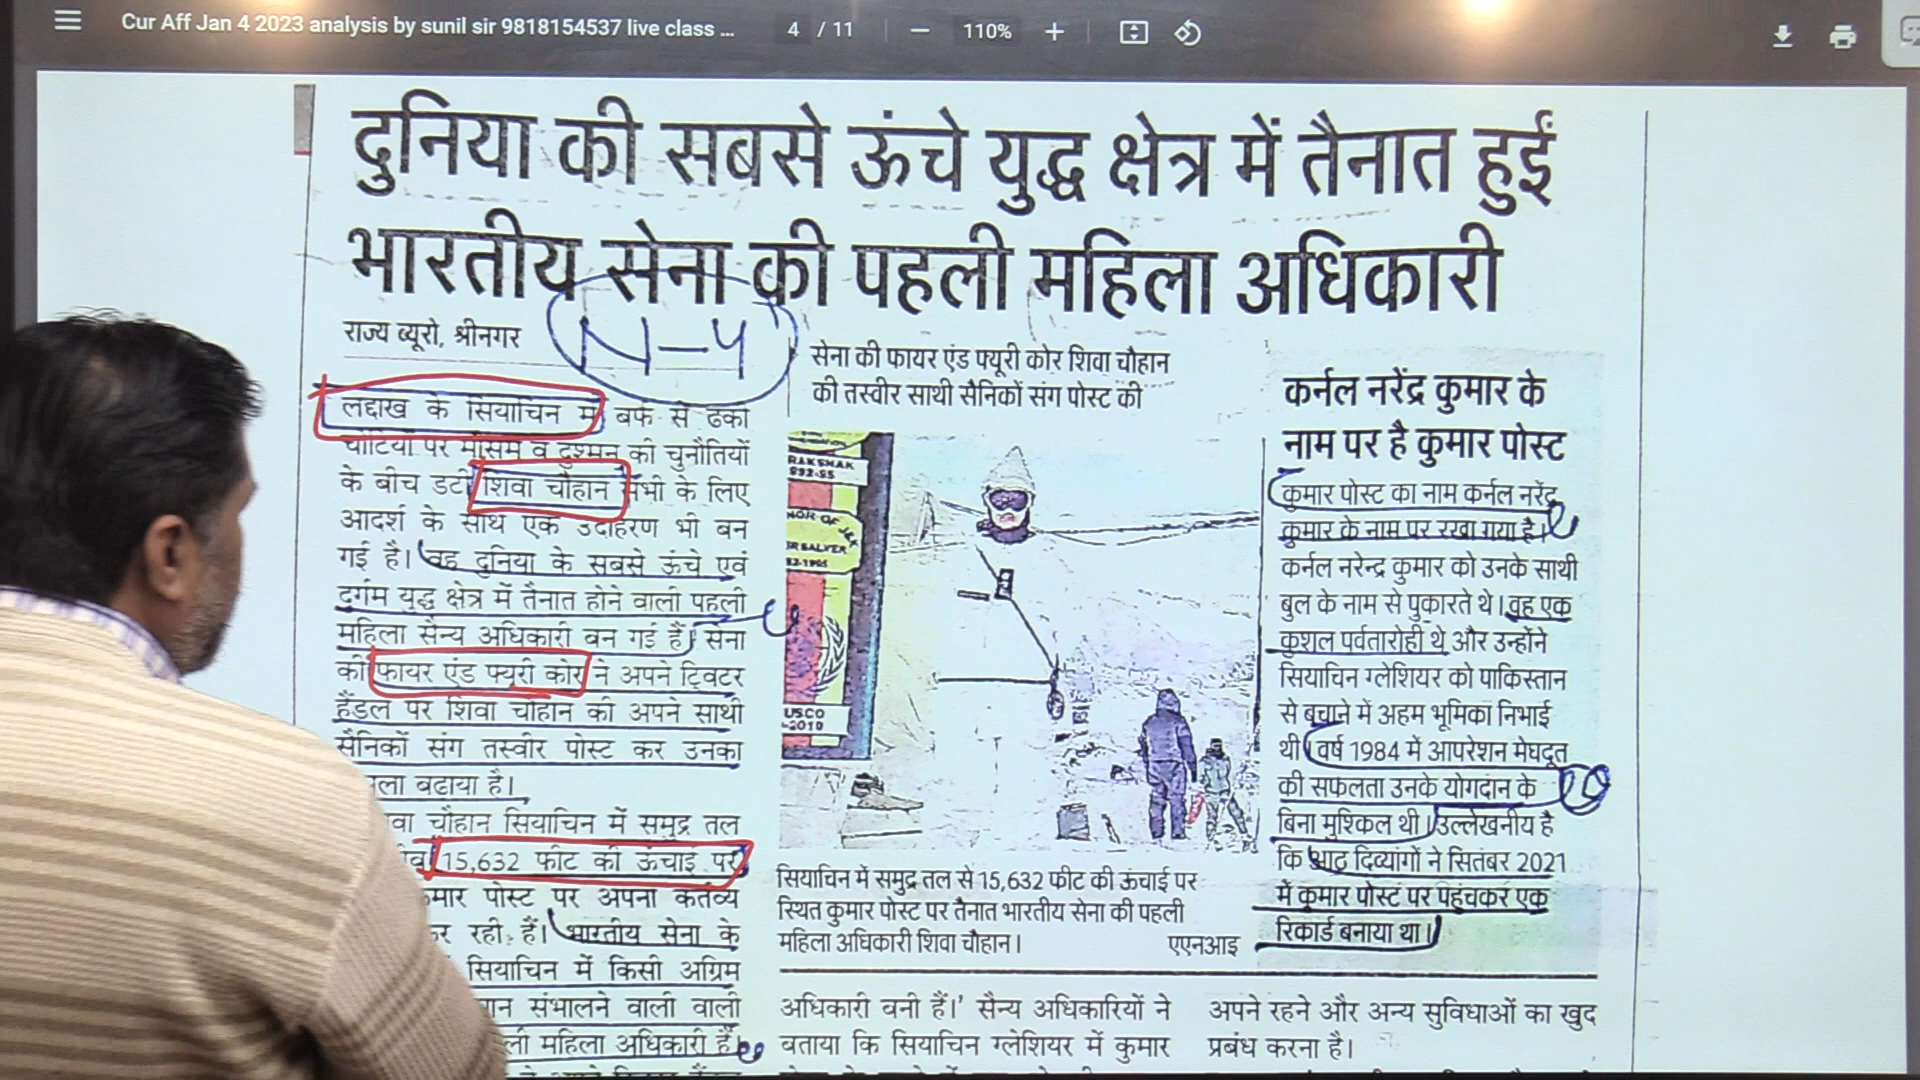 Cur Aff Jan 4 2023 analysis by sunil sir 9818154537 live class ...
4 / 11
110%
दुनिया की सबसे ऊंचे युद्ध क्षेत्र में तैनात हुईं
भारतीय सेना की पहली महिला अधिकारी
N-4
राज्य ब्यूरो, श्रीनगर
लद्दाख के सियाचिन में बर्फ से ढकी
चोटियों पर मौसम व दुश्मन की चुनौतियों
के बीच डटीं शिवा चौहान सभी के लिए
आदर्श के साथ एक उदाहरण भी बन
गई है। वह दुनिया के सबसे ऊंचे एवं
दुर्गम युद्ध क्षेत्र में तैनात होने वाली पहली
महिला सैन्य अधिकारी बन गई हैं। सेना
की फायर एंड फ्यूरी कोर ने अपने ट्विटर
हैंडल पर शिवा चौहान की अपने साथी
सैनिकों संग तस्वीर पोस्ट कर उनका
बढाया है।
चौहान सियाचिन में समुद्र तल
15,632 फीट की ऊंचाई पर
पोस्ट पर अपना कर्तव्य
रही हैं। भारतीय सेना के
सियाचिन में किसी अग्रिम
संभालने वाली वाली
महिला अधिकारी हैं।
सेना की फायर एंड फ्यूरी कोर शिवा चौहान
की तस्वीर साथी सैनिकों संग पोस्ट की
RAKSHAK
USCO
सियाचिन में समुद्र तल से 15,632 फीट की ऊंचाई पर
स्थित कुमार पोस्ट पर तैनात भारतीय सेना की पहली
महिला अधिकारी शिवा चौहान। एएनआइ
कर्नल नरेंद्र कुमार के
नाम पर है कुमार पोस्ट
कुमार पोस्ट का नाम कर्नल नरेंद्र
कुमार के नाम पर रखा गया है।
कर्नल नरेन्द्र कुमार को उनके साथी
बुल के नाम से पुकारते थे। वह एक
कुशल पर्वतारोही थे और उन्होंने
सियाचिन ग्लेशियर को पाकिस्तान
से बचाने में अहम भूमिका निभाई
थी। वर्ष 1984 में आपरेशन मेघदूत
की सफलता उनके योगदान के
बिना मुश्किल थी। उल्लेखनीय है
कि आठ दिव्यांगों ने सितंबर 2021
में कुमार पोस्ट पर पहुंचकर एक
रिकार्ड बनाया था।
अधिकारी बनी हैं।' सैन्य अधिकारियों ने
बताया कि सियाचिन ग्लेशियर में कुमार
अपने रहने और अन्य सुविधाओं का खुद
प्रबंध करना है।